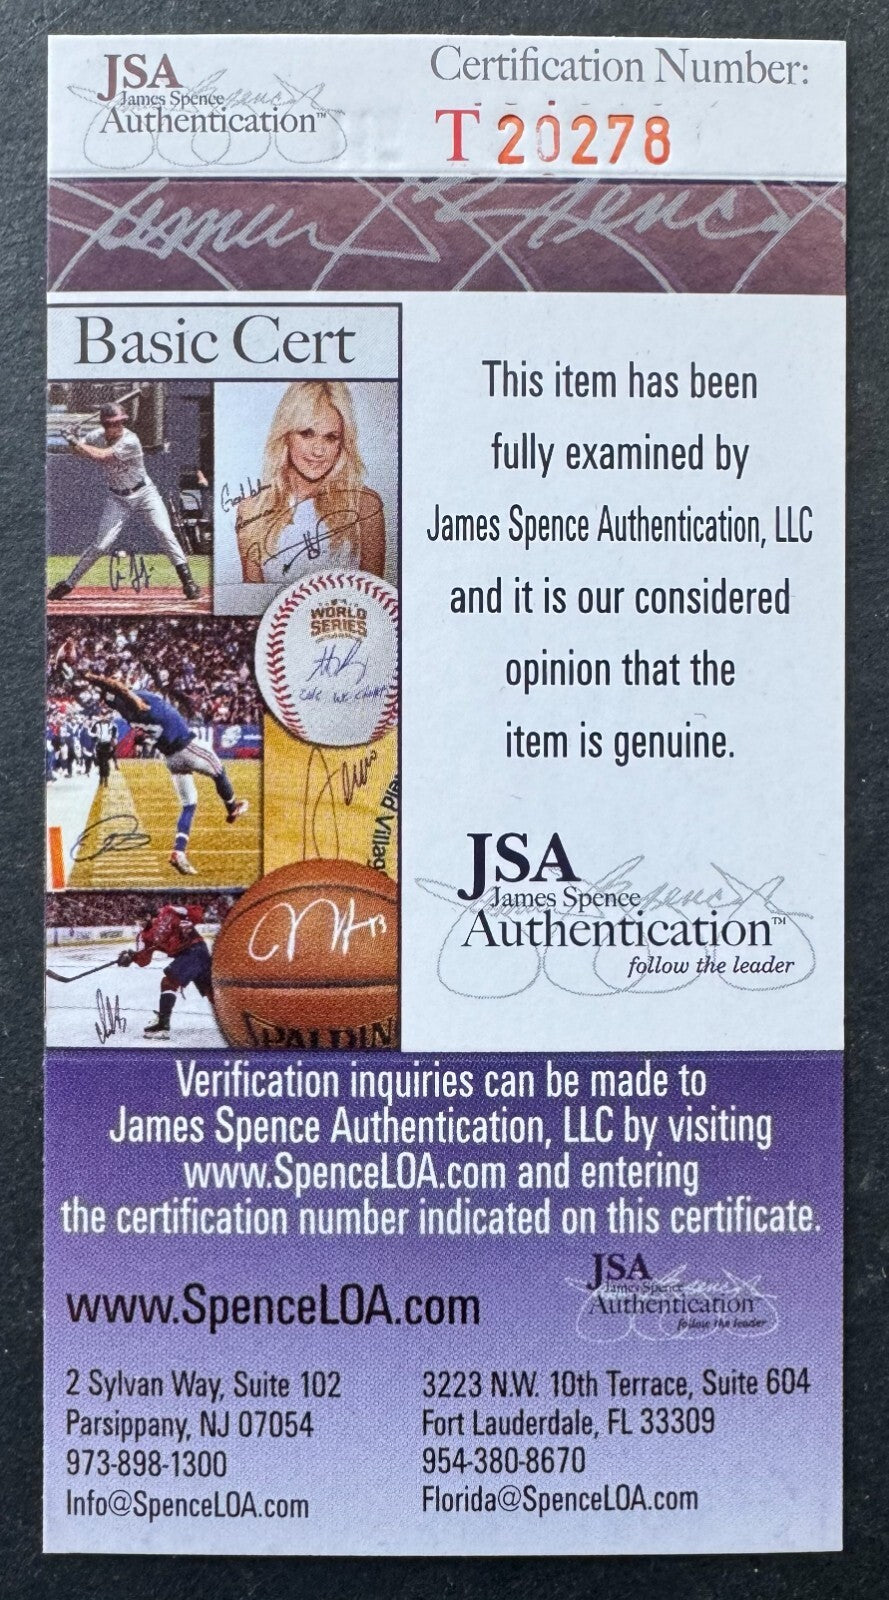 JSA
James Spence
Authentication™
Certification Number:
T 20278
Basic Cert
This item has been
fully examined by
James Spence Authentication, LLC
and it is our considered
opinion that the
item is genuine.
WORLD
SERIES
JSA
James Spence
Authentication™
follow the leader
SPALDIN
Verification inquiries can be made to
James Spence Authentication, LLC by visiting
www.SpenceLOA.com and entering
the certification number indicated on this certificate.
www.SpenceLOA.com
JSA
James Spence
Authentication
follow the leader
2 Sylvan Way, Suite 102
Parsippany, NJ 07054
973-898-1300
Info@SpenceLOA.com
3223 N.W. 10th Terrace, Suite 604
Fort Lauderdale, FL 33309
954-380-8670
Florida@SpenceLOA.com